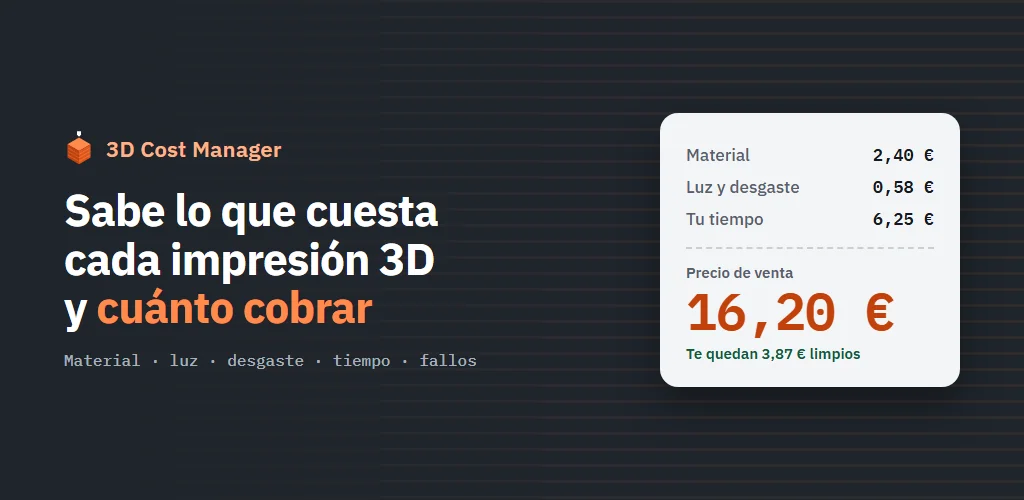 3D Cost Manager
Sabe lo que cuesta
cada impresión 3D
y cuánto cobrar
Material · luz · desgaste · tiempo · fallos
Material 2,40 €
Luz y desgaste 0,58 €
Tu tiempo 6,25 €
Precio de venta
16,20 €
Te quedan 3,87 € limpios